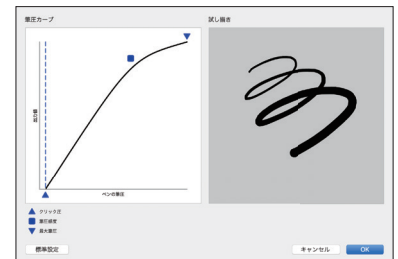 筆圧カーブ
試し描き
出力値
ペンの筆圧
クリック圧
筆圧感度
最大筆圧
標準設定
キャンセル
OK